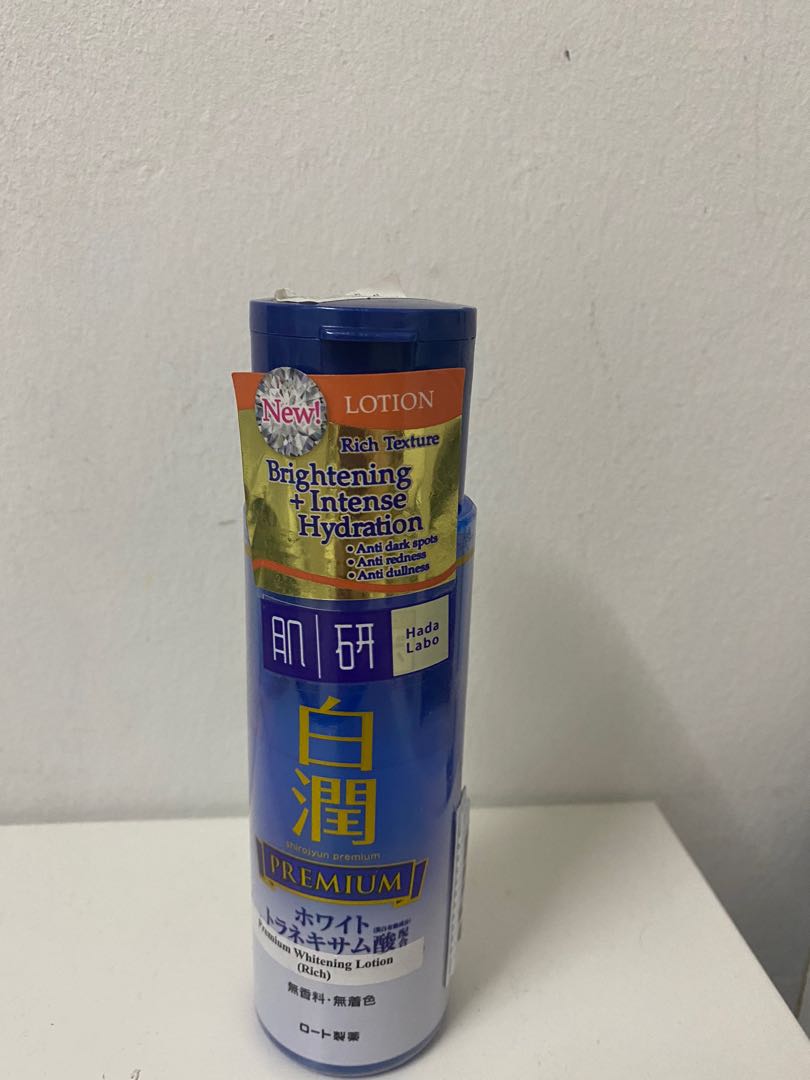 New!
LOTION
Rich Texture
Brightening
+ Intense
Hydration
• Anti dark spots
• Anti redness
• Anti dullness
肌研
Hada
Labo
白
潤
shirojyun premium
PREMIUM
ホワイト
トラネキサム酸配合
Premium Whitening Lotion
(Rich)
無香料・無着色
ロート製薬